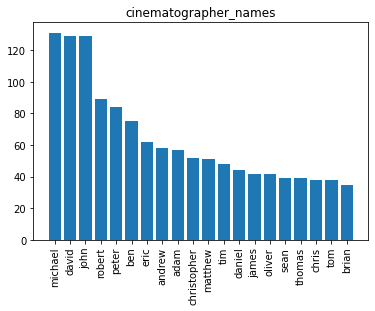 cinematographer_names
120
100
80
60
40
20
0
michael
david
john
robert
peter
ben
eric
andrew
adam
christopher
matthew
tim
daniel
james
oliver
sean
thomas
chris
tom
brian